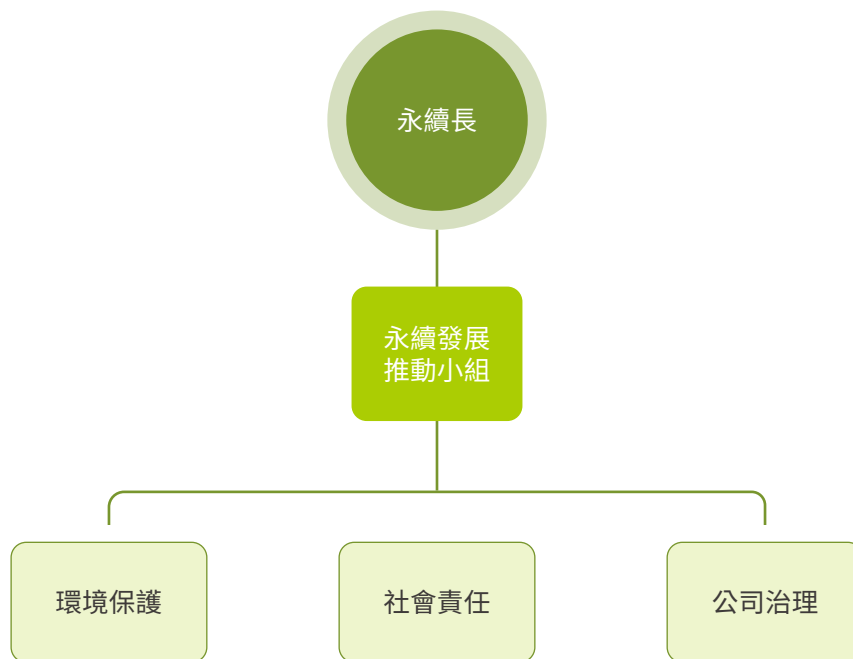 永續長
永續發展
推動小組
環境保護
社會責任
公司治理